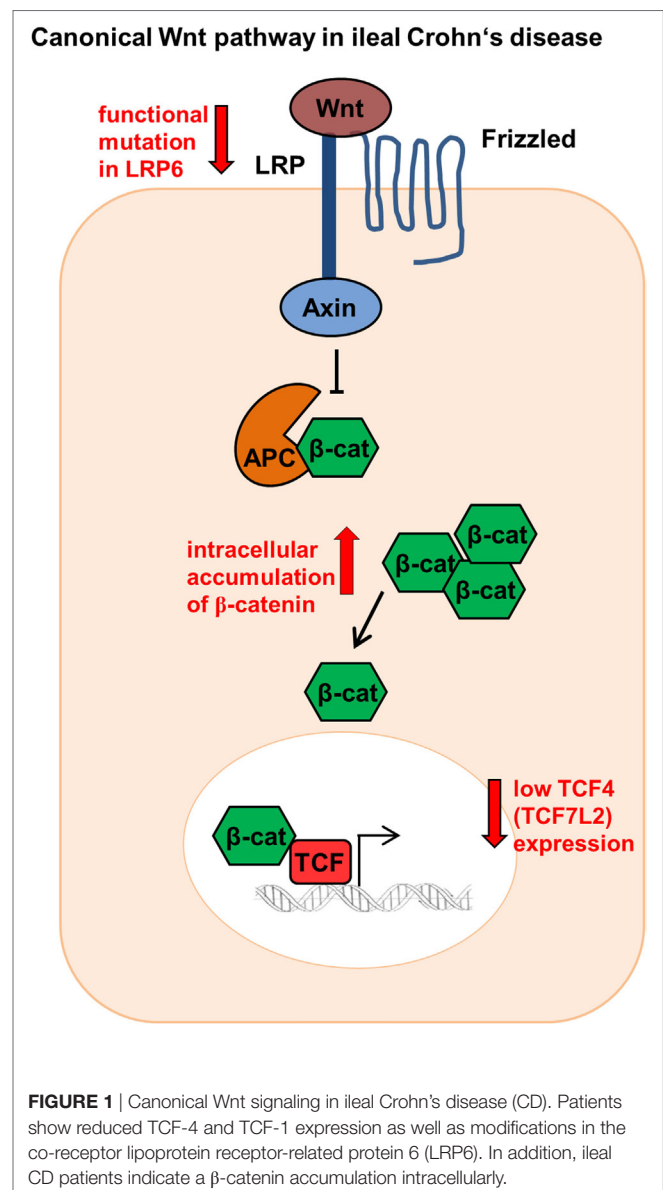 Canonical Wnt pathway in ileal Crohn‘s disease
functional
mutation
in LRP6
Wnt
LRP
Frizzled
Axin
APC
β-cat
intracellular
accumulation
of β-catenin
β-cat
β-cat
β-cat
β-cat
low TCF4
(TCF7L2)
expression
β-cat
TCF
FIGURE 1 | Canonical Wnt signaling in ileal Crohn’s disease (CD). Patients
show reduced TCF-4 and TCF-1 expression as well as modifications in the
co-receptor lipoprotein receptor-related protein 6 (LRP6). In addition, ileal
CD patients indicate a β-catenin accumulation intracellularly.